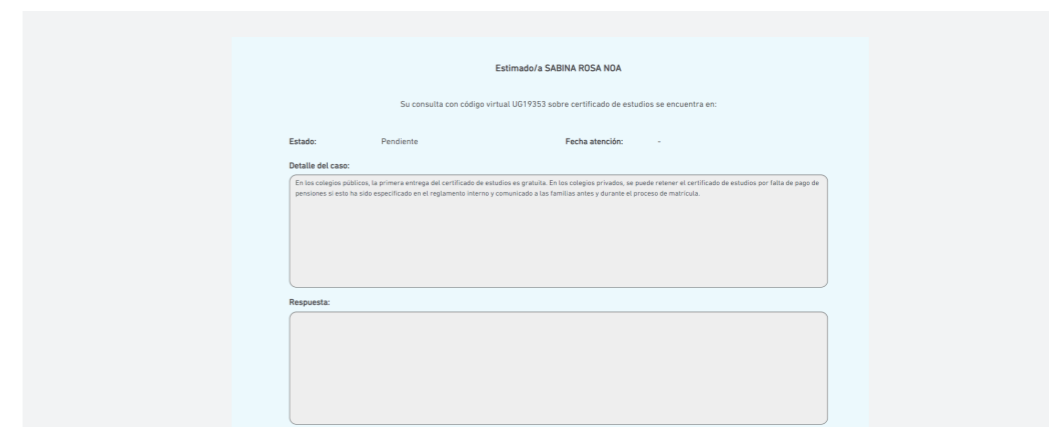 Estimado/a SABINA ROSA NOA
Su consulta con código virtual UG19353 sobre certificado de estudios se encuentra en:
Estado: Pendiente Fecha atención: -
Detalle del caso:
En los colegios públicos, la primera entrega del certificado de estudios es gratuita. En los colegios privados, se puede retener el certificado de estudios por falta de pago de
pensiones si esto ha sido especificado en el reglamento interno y comunicado a las familias antes y durante el proceso de matrícula.
Respuesta: